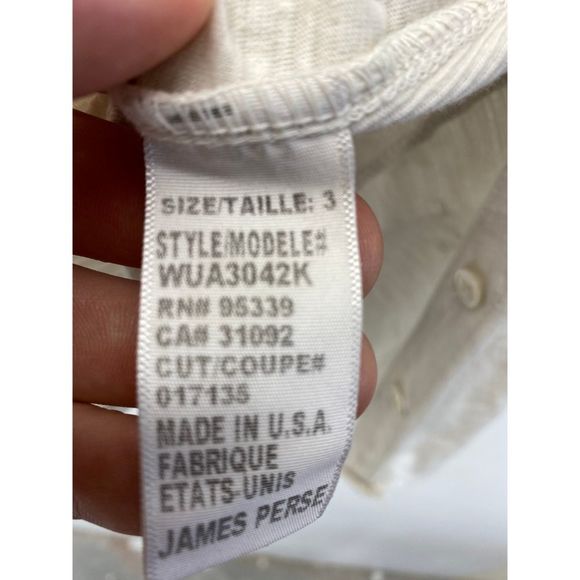 SIZE/TAILLE: 3
STYLE/MODELE#
WUA3042K
RN# 95339
CA# 31092
CUT/COUPE#
017135
MADE IN U.S.A.
FABRIQUE
ETATS-UNIS
JAMES PERSE